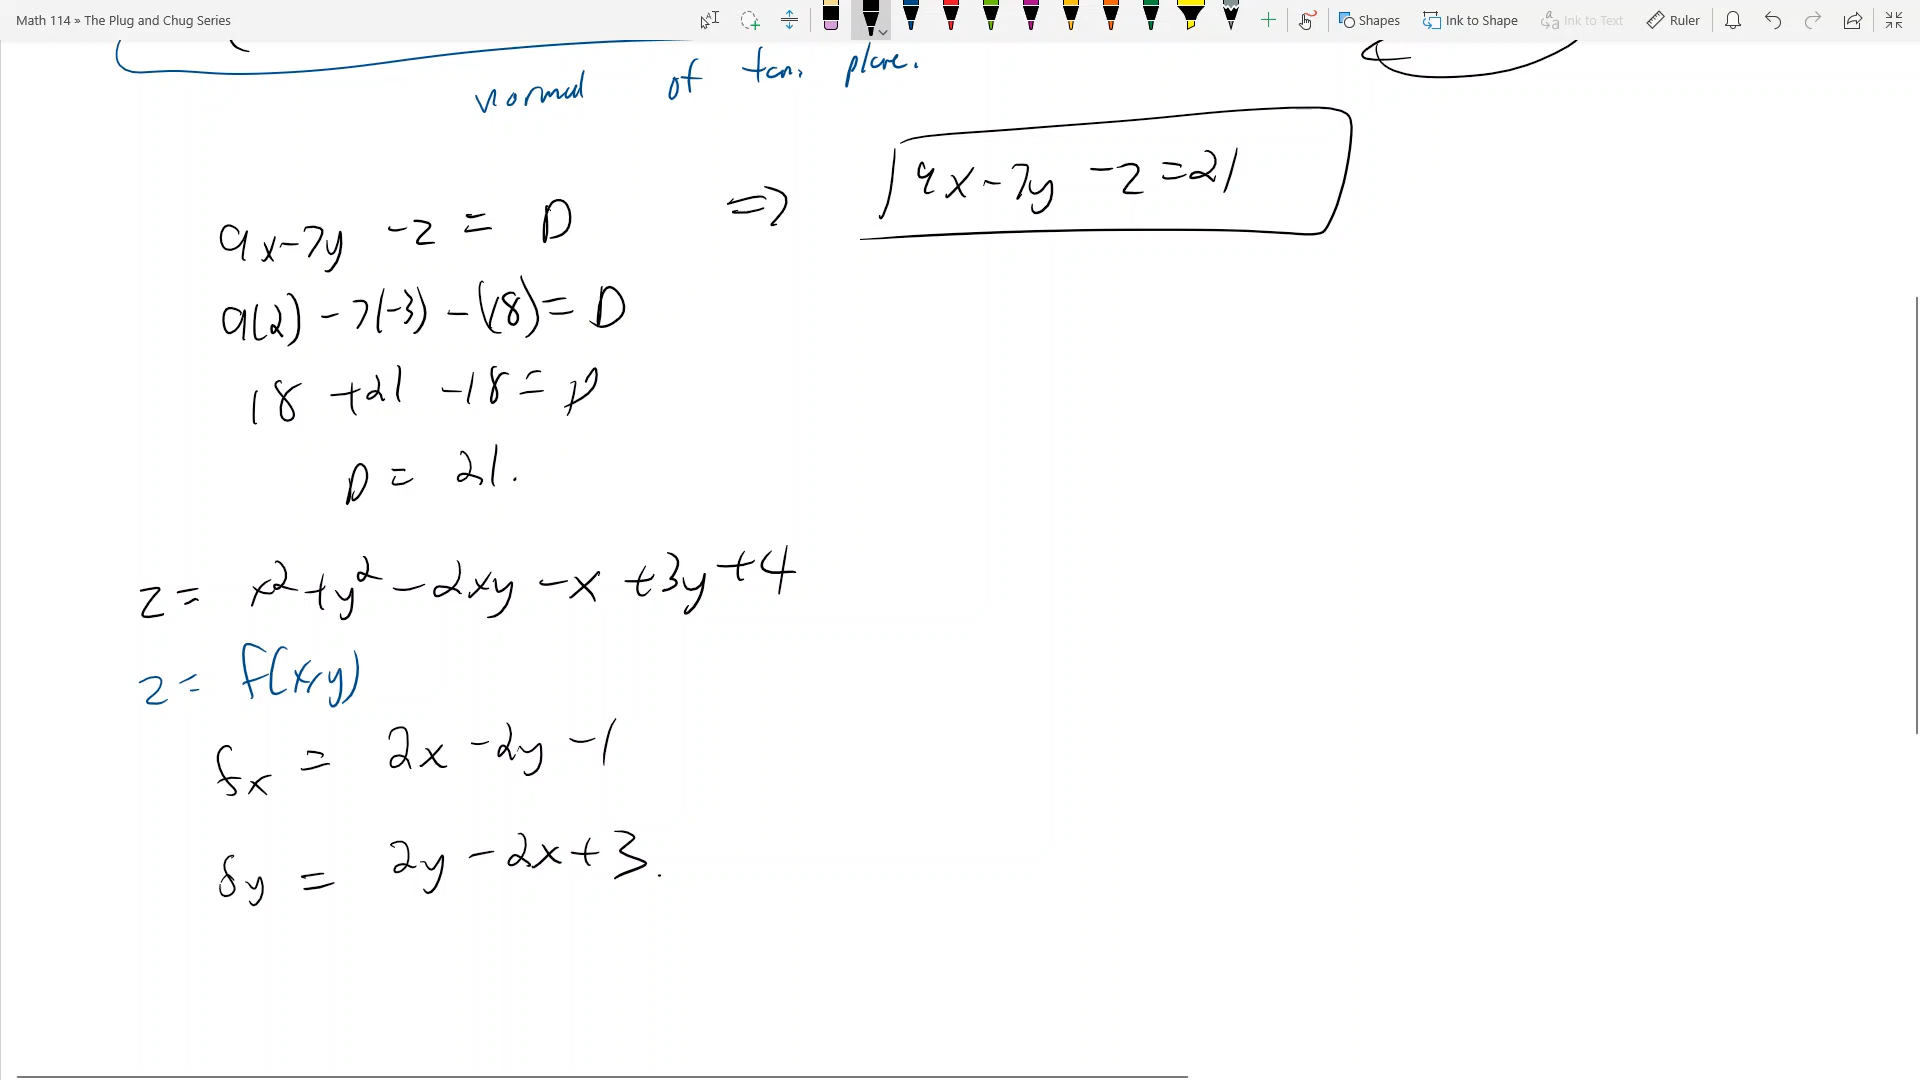 Math 114 » The Plug and Chug Series
Shapes
Ink to Shape
Ink to Text
Ruler
normal of tan. plane.
9x-7y -z = D
=> 9x-7y -z =21
9(2) -7(-3) -(18)= D
18 +21 -18 = D
D = 21.
z= x²+y²-2xy -x +3y+4
z= f(x,y)
fx = 2x -2y -1
fy = 2y -2x+3.